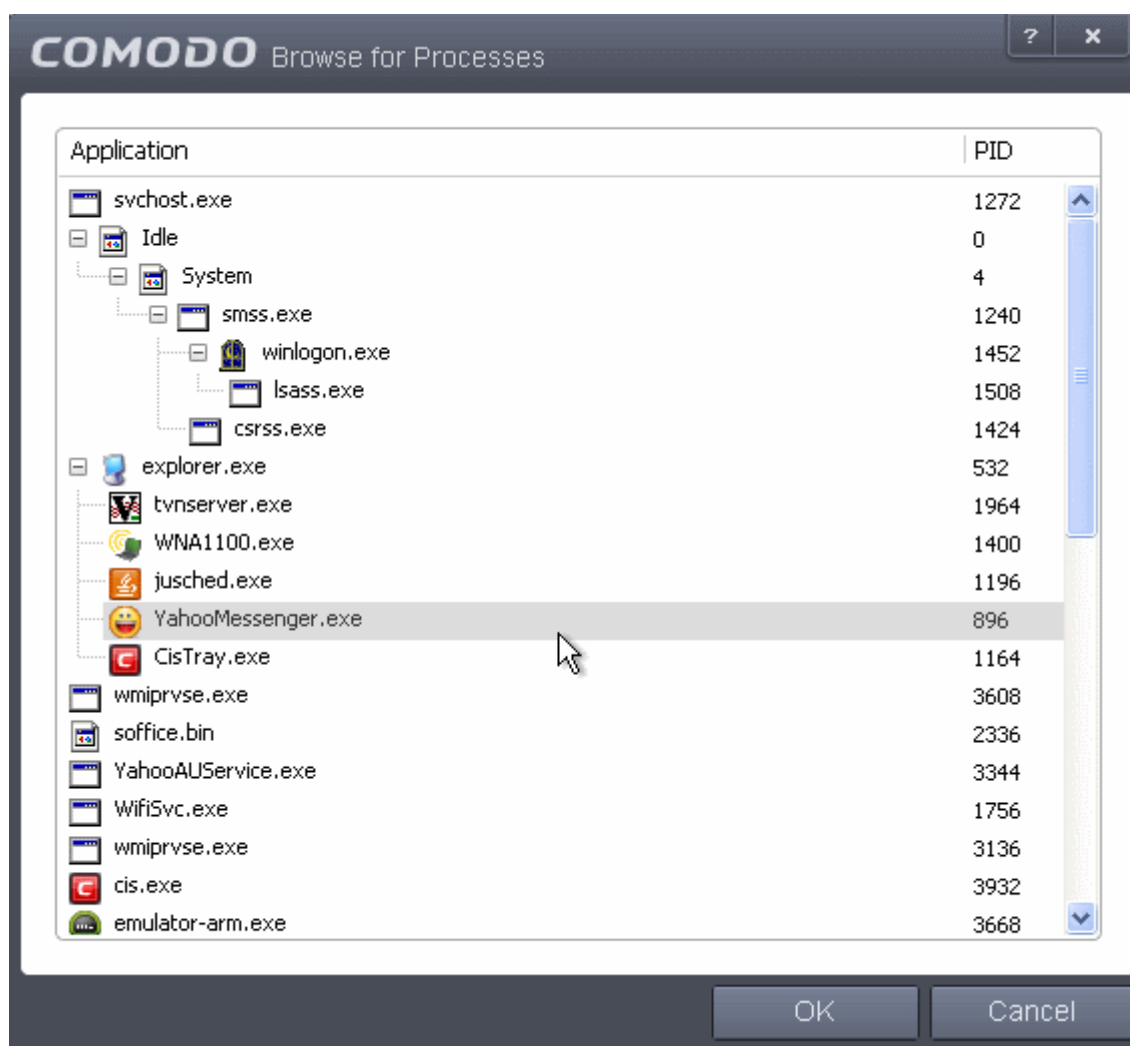 COMODO Browse for Processes ? ×
Application PID
svchost.exe 1272
Idle 0
System 4
smss.exe 1240
winlogon.exe 1452
lsass.exe 1508
csrss.exe 1424
explorer.exe 532
tvnserver.exe 1964
WNA1100.exe 1400
jusched.exe 1196
YahooMessenger.exe 896
CisTray.exe 1164
wmiprvse.exe 3608
soffice.bin 2336
YahooAUService.exe 3344
WifiSvc.exe 1756
wmiprvse.exe 3136
cis.exe 3932
emulator-arm.exe 3668
OK Cancel